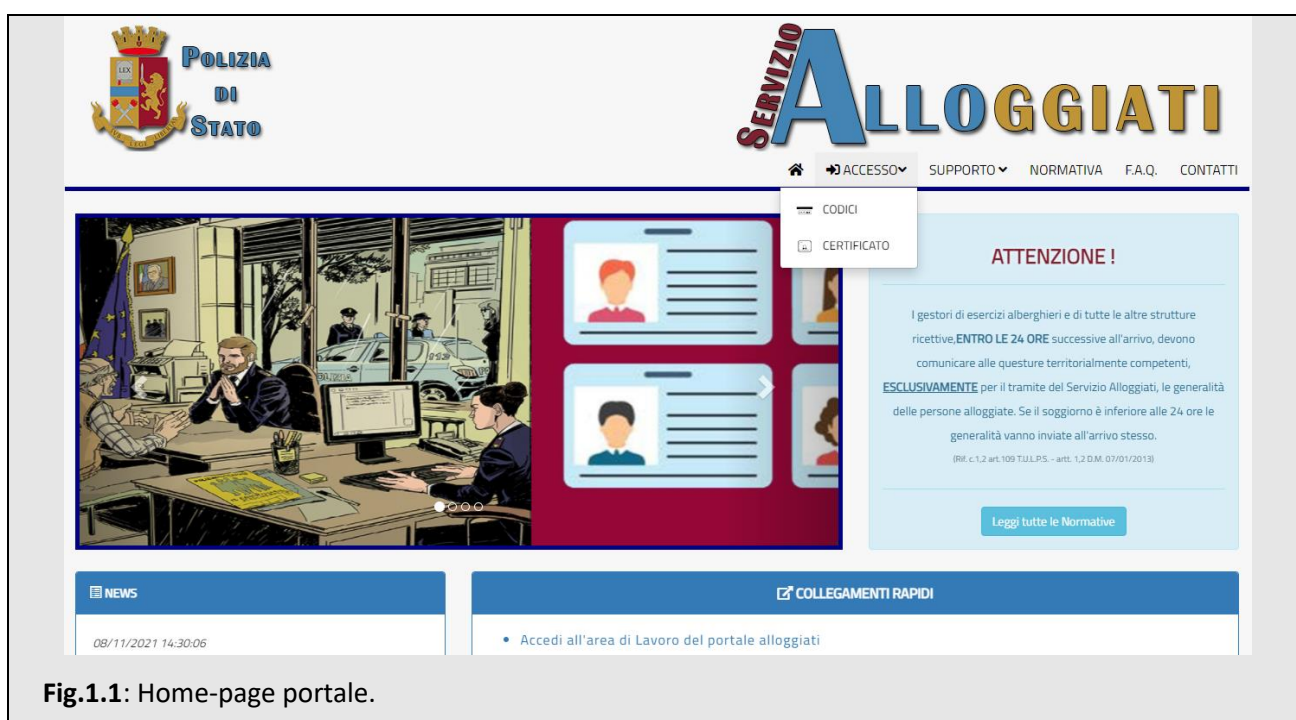 LEX
POLIZIA
DI
STATO
SERVIZIO
ALLOGGIATI
ACCESSO
SUPPORTO
NORMATIVA
F.A.Q.
CONTATTI
CODICI
CERTIFICATO
ATTENZIONE !
I gestori di esercizi alberghieri e di tutte le altre strutture
ricettive,ENTRO LE 24 ORE successive all'arrivo, devono
comunicare alle questure territorialmente competenti,
ESCLUSIVAMENTE per il tramite del Servizio Alloggiati, le generalità
delle persone alloggiate. Se il soggiorno è inferiore alle 24 ore le
generalità vanno inviate all'arrivo stesso.
(Rif. c.1,2 art.109 T.U.L.P.S. - artt. 1,2 D.M. 07/01/2013)
Leggi tutte le Normative
NEWS
08/11/2021 14:30:06
COLLEGAMENTI RAPIDI
• Accedi all'area di Lavoro del portale alloggiati
Fig.1.1: Home-page portale.